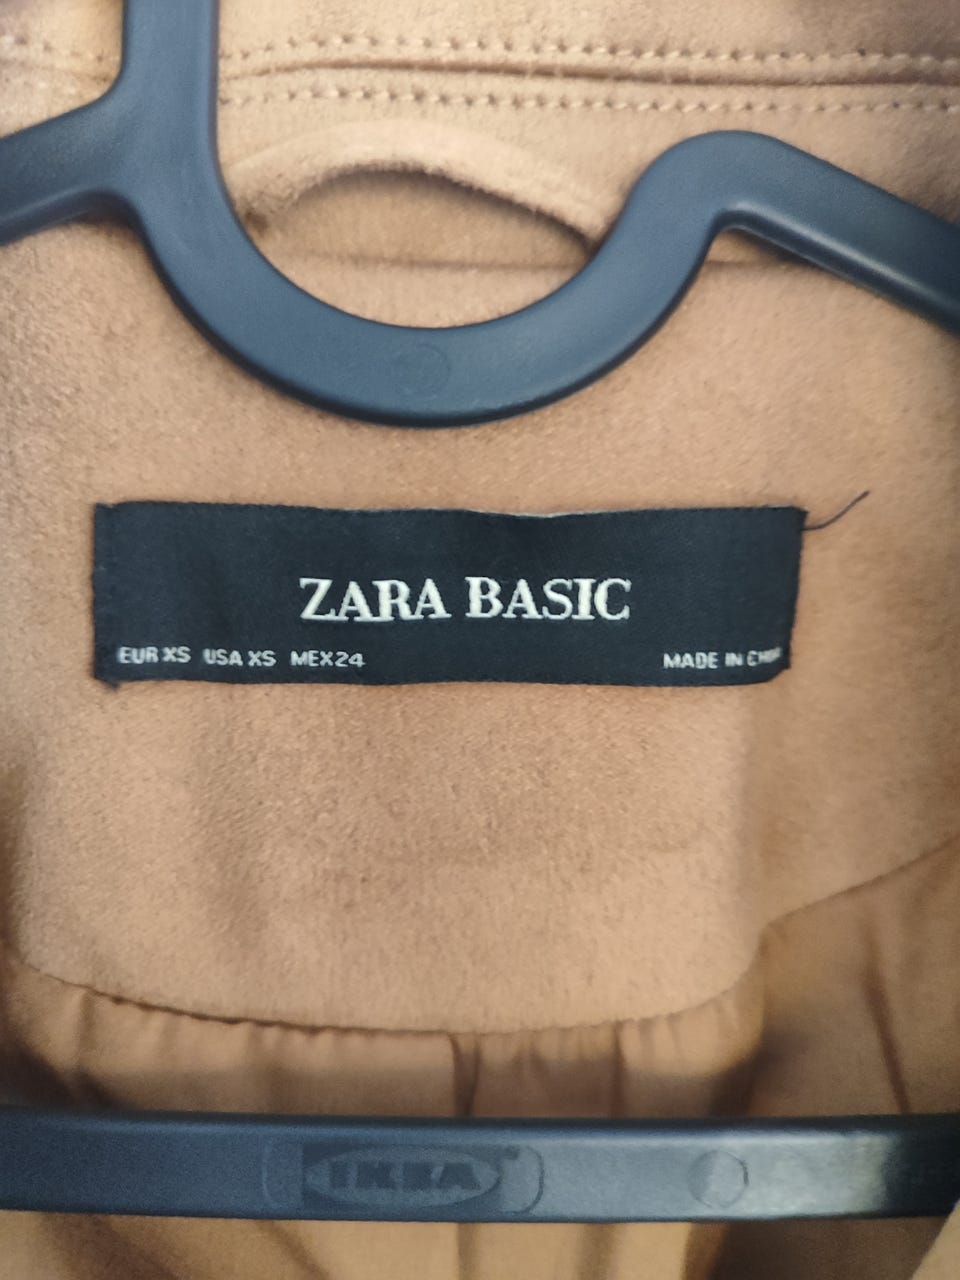 ZARA BASIC
EUR XS USA XS MEX 24
MADE IN CHINA
IKEA